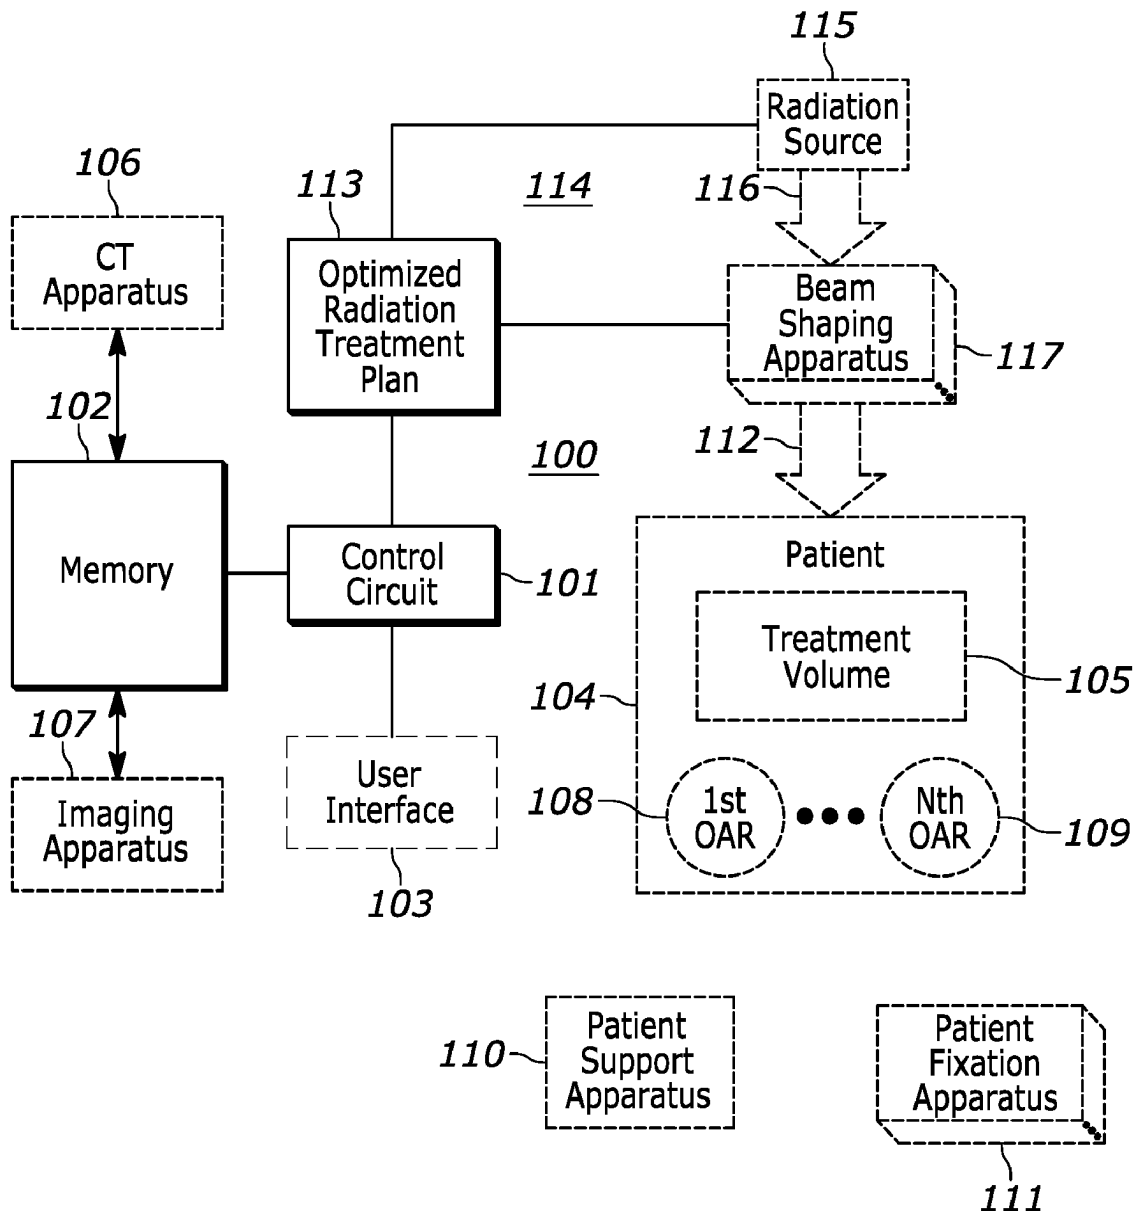 115
Radiation
Source
106
113
114
116
CT
Apparatus
Optimized
Radiation
Treatment
Plan
Beam
Shaping
Apparatus
117
102
112
100
Memory
Control
Circuit
101
Patient
Treatment
Volume
105
104
107
User
Interface
108
1st
OAR
Nth
OAR
109
Imaging
Apparatus
103
110
Patient
Support
Apparatus
Patient
Fixation
Apparatus
111